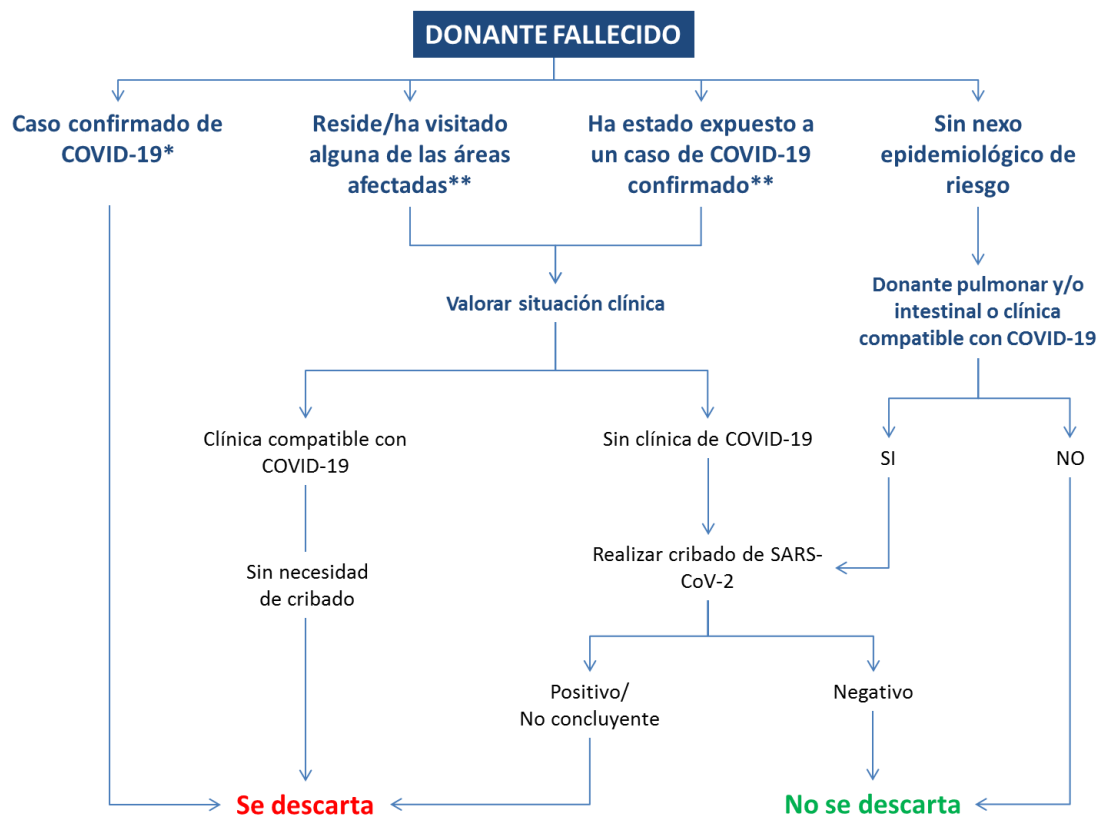 DONANTE FALLECIDO
Caso confirmado de
COVID-19*
Reside/ha visitado
alguna de las áreas
afectadas**
Ha estado expuesto a
un caso de COVID-19
confirmado**
Sin nexo
epidemiológico de
riesgo
Valorar situación clínica
Donante pulmonar y/o
intestinal o clínica
compatible con COVID-19
Clínica compatible con
COVID-19
Sin clínica de COVID-19
SI
NO
Sin necesidad
de cribado
Realizar cribado de SARS-
CoV-2
Positivo/
No concluyente
Negativo
Se descarta
No se descarta